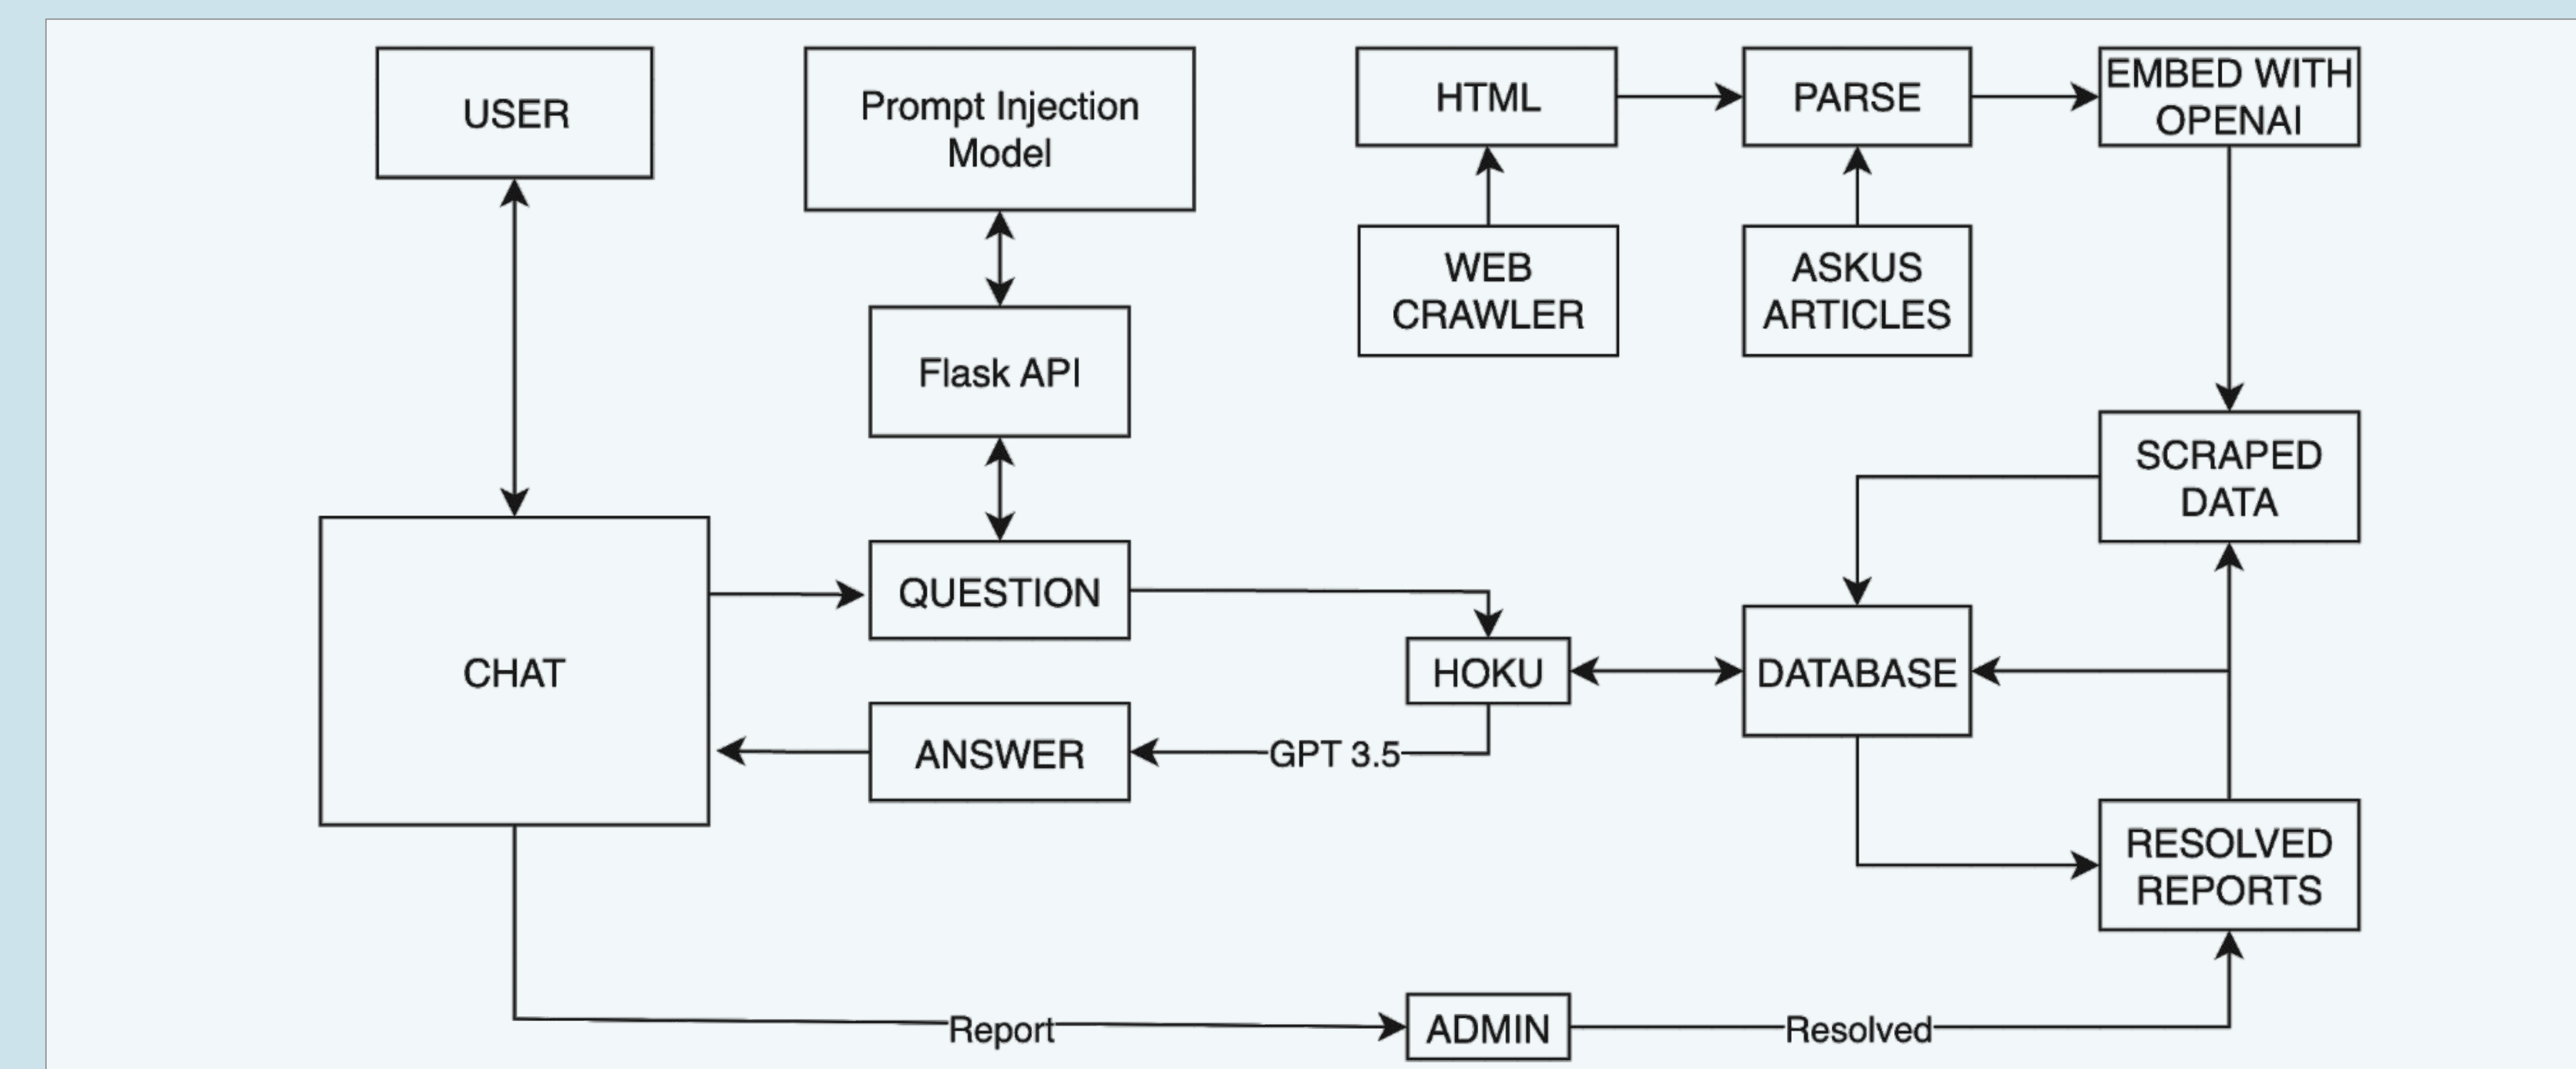 USER
Prompt Injection
Model
HTML
PARSE
EMBED WITH
OPENAI
WEB
CRAWLER
ASKUS
ARTICLES
Flask API
SCRAPED
DATA
CHAT
QUESTION
HOKU
DATABASE
ANSWER
GPT 3.5
RESOLVED
REPORTS
Report
ADMIN
Resolved